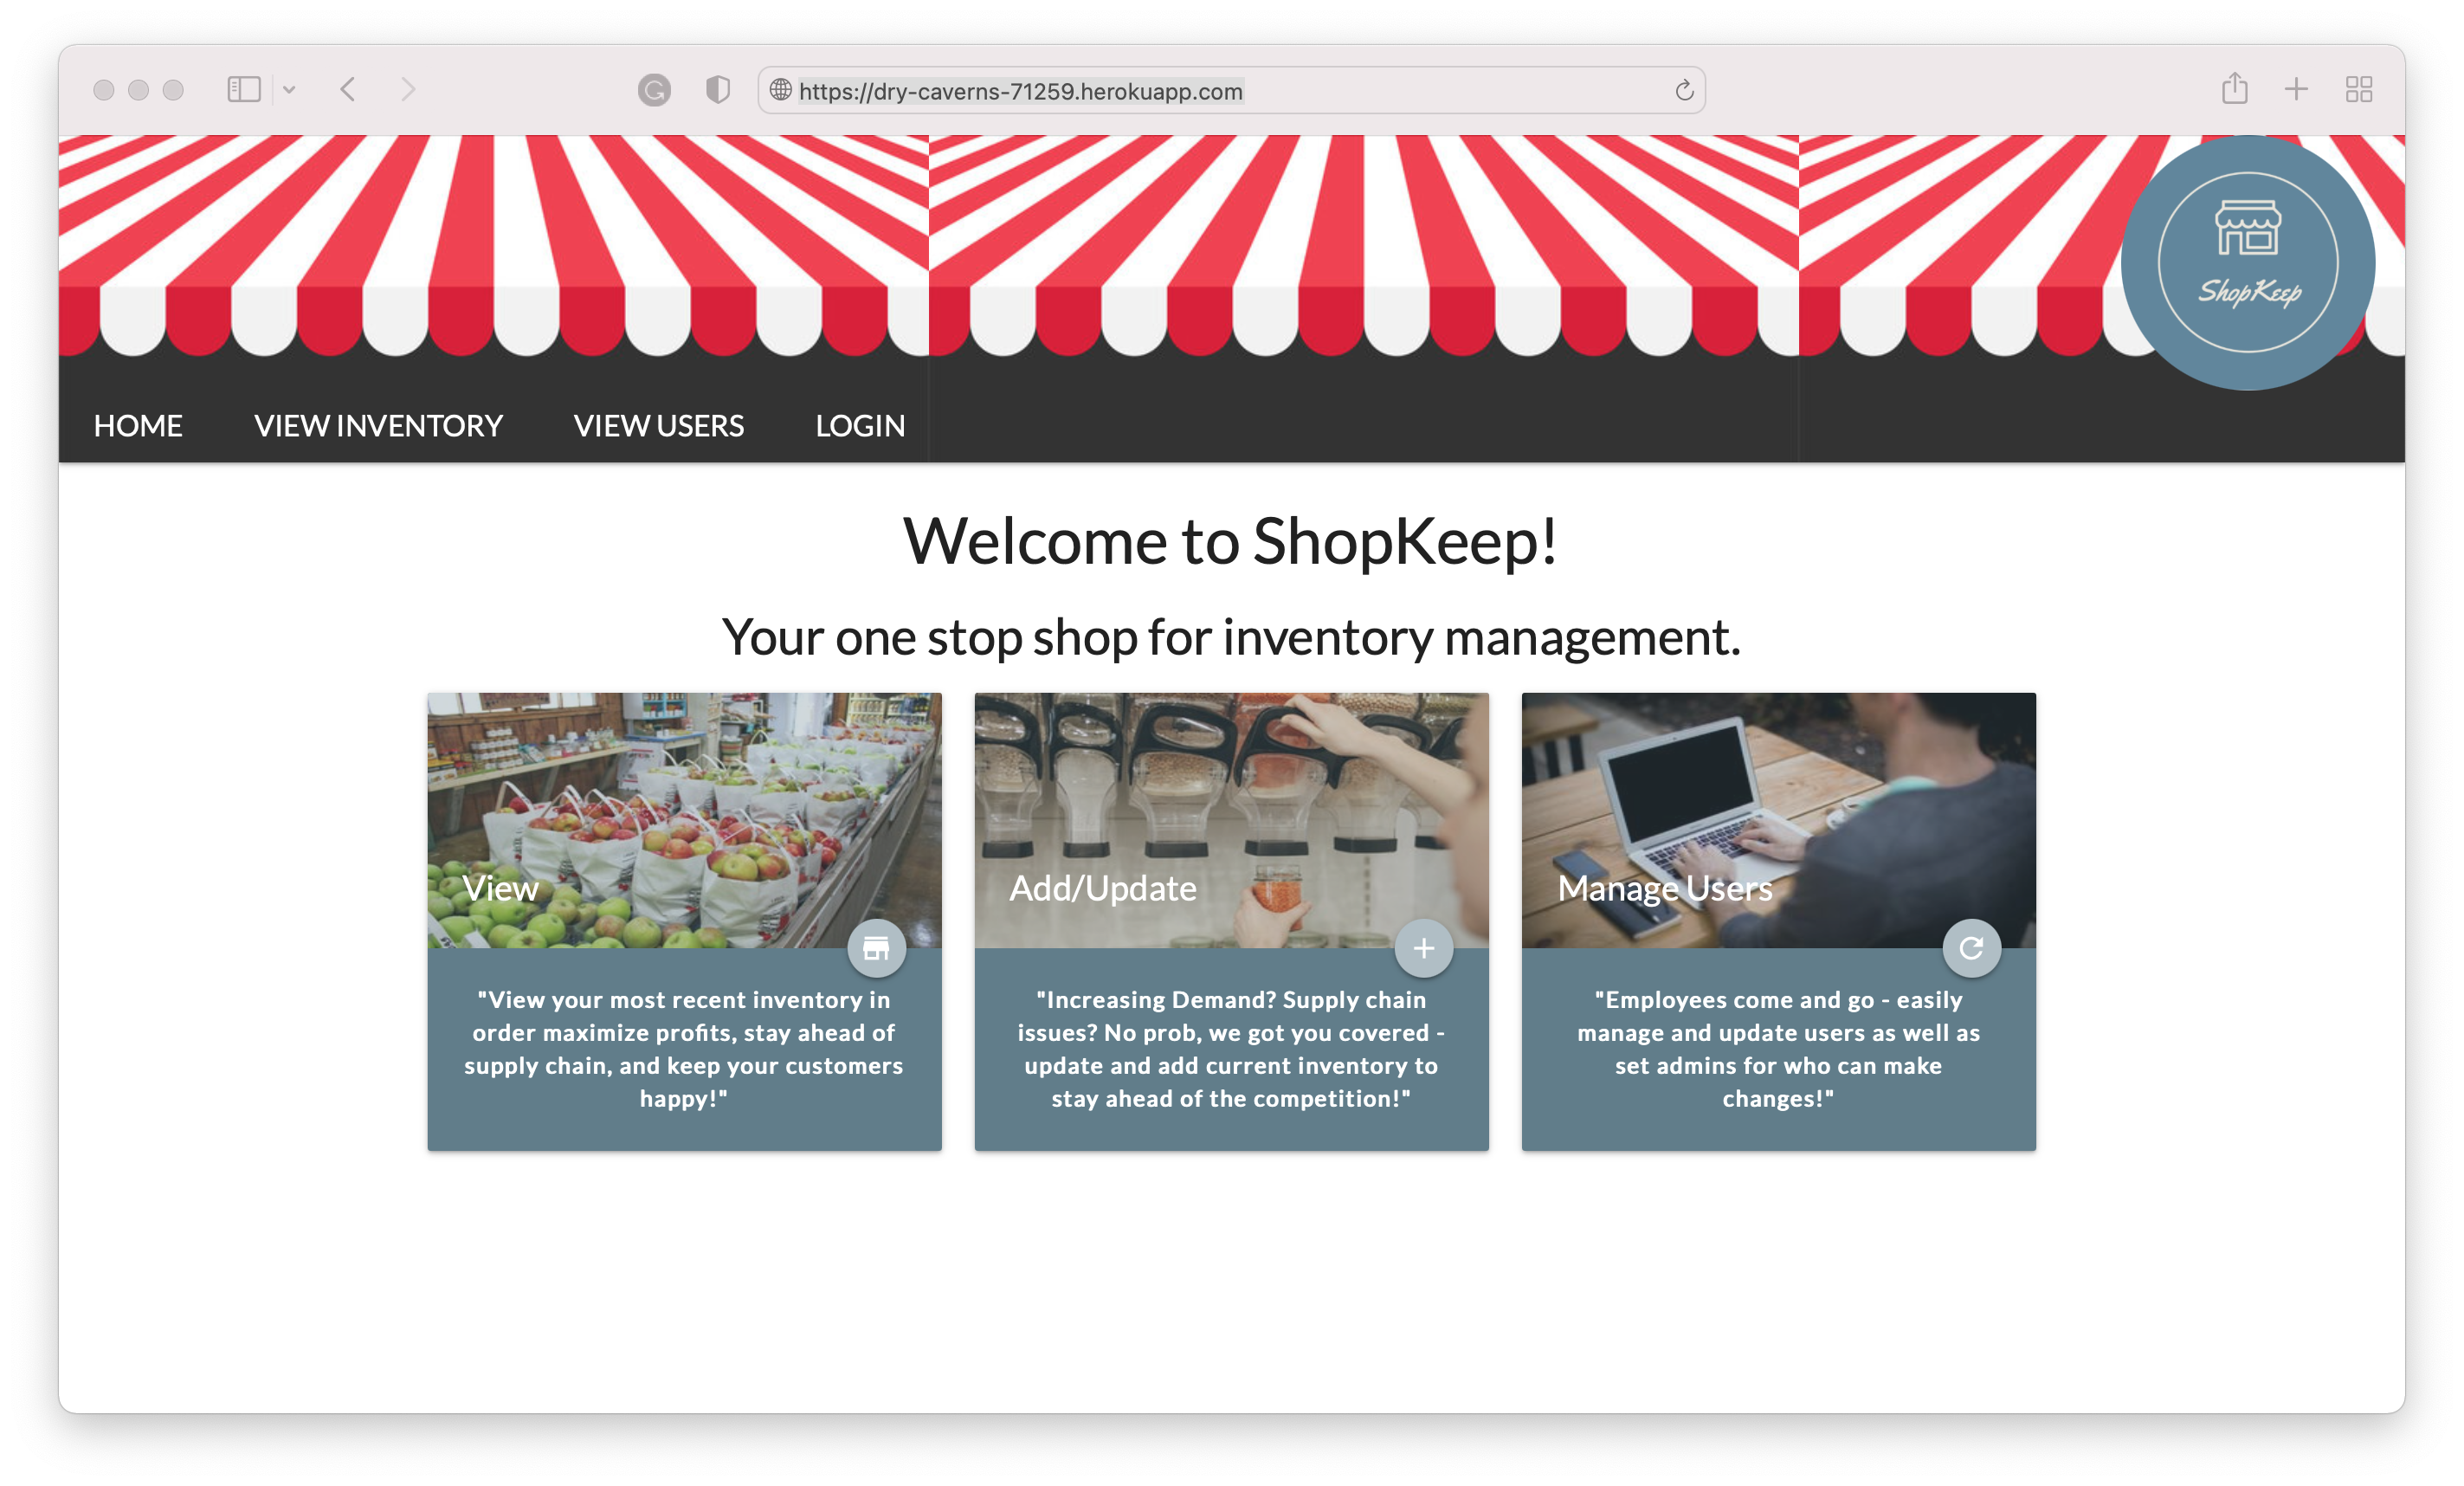 https://dry-caverns-71259.herokuapp.com
ShopKeep
HOME VIEW INVENTORY VIEW USERS LOGIN
Welcome to ShopKeep!
Your one stop shop for inventory management.
View
"View your most recent inventory in
order maximize profits, stay ahead of
supply chain, and keep your customers
happy!"
Add/Update
"Increasing Demand? Supply chain
issues? No prob, we got you covered -
update and add current inventory to
stay ahead of the competition!"
Manage Users
"Employees come and go - easily
manage and update users as well as
set admins for who can make
changes!"